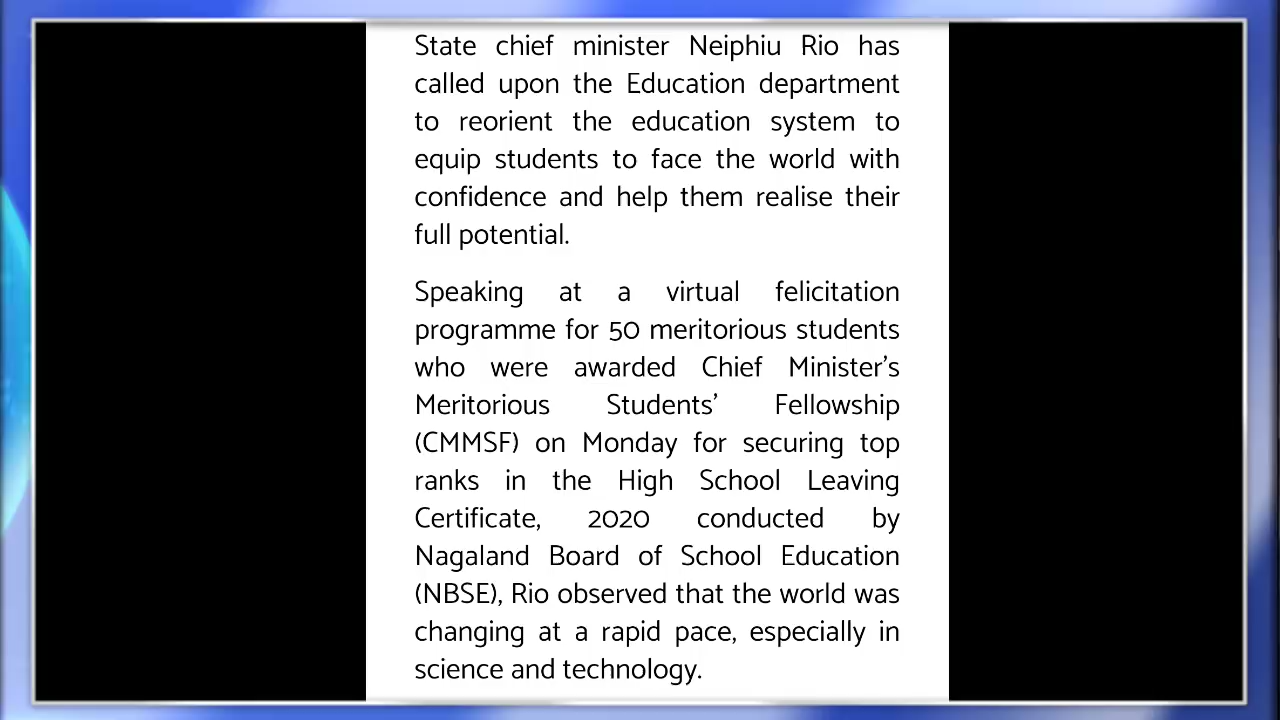 State chief minister Neiphiu Rio has
called upon the Education department
to reorient the education system to
equip students to face the world with
confidence and help them realise their
full potential.
Speaking at a virtual felicitation
programme for 50 meritorious students
who were awarded Chief Minister’s
Meritorious Students’ Fellowship
(CMMSF) on Monday for securing top
ranks in the High School Leaving
Certificate, 2020 conducted by
Nagaland Board of School Education
(NBSE), Rio observed that the world was
changing at a rapid pace, especially in
science and technology.